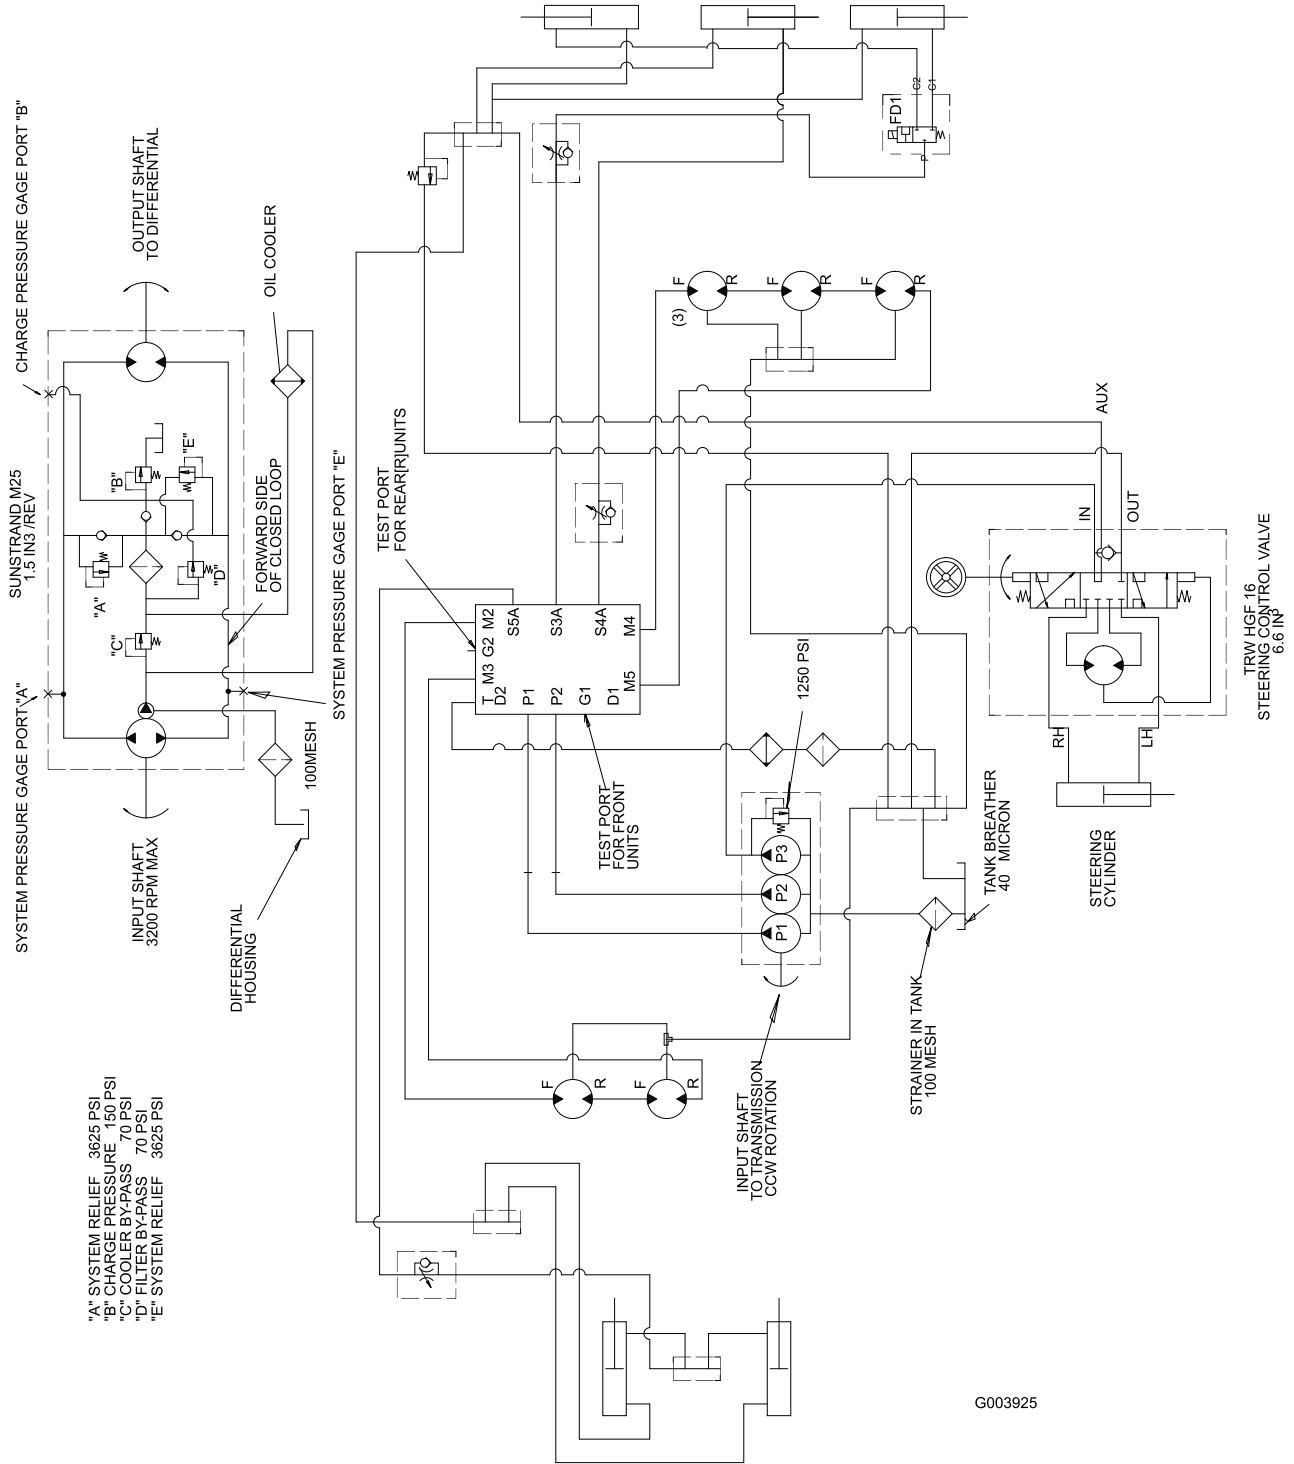 "A" SYSTEM RELIEF 3625 PSI
"B" CHARGE PRESSURE 150 PSI
"C" COOLER BY-PASS 70 PSI
"D" FILTER BY-PASS 70 PSI
"E" SYSTEM RELIEF 3625 PSI
SYSTEM PRESSURE GAGE PORT "A"
SUNSTRAND M25
1.5 IN3 /REV
CHARGE PRESSURE GAGE PORT "B"
INPUT SHAFT
3200 RPM MAX
OUTPUT SHAFT
TO DIFFERENTIAL
"A"
"B"
"C"
"D"
"E"
DIFFERENTIAL
HOUSING
100MESH
FORWARD SIDE
OF CLOSED LOOP
OIL COOLER
SYSTEM PRESSURE GAGE PORT "E"
TEST PORT
FOR REAR[R]UNITS
M2
G2
M3
T
D2
P1
P2
G1
D1
M5
M4
S4A
S3A
S5A
TEST PORT
FOR FRONT
UNITS
1250 PSI
P1
P2
P3
INPUT SHAFT
TO TRANSMISSION
CCW ROTATION
F
R
F
R
(3)
F
R
F
R
F
R
FD1
C2
C1
P
STRAINER IN TANK
100 MESH
TANK BREATHER
40 MICRON
AUX
IN
OUT
RH
LH
STEERING
CYLINDER
TRW HGF 16
STEERING CONTROL VALVE
6.6 IN3
G003925